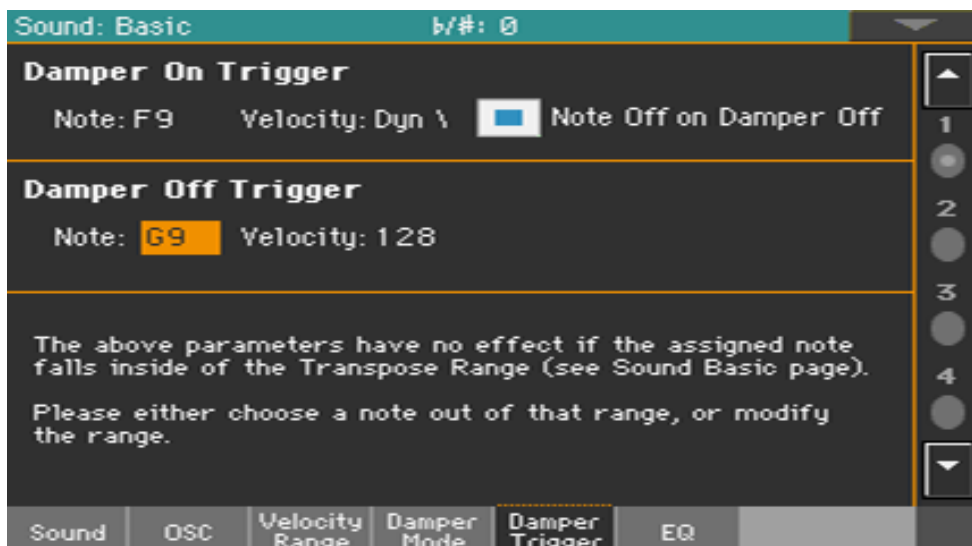 Sound: Basic ♭/#: 0
Damper On Trigger
Note: F9 Velocity: Dyn \ Note Off on Damper Off
Damper Off Trigger
Note: G9 Velocity: 128
The above parameters have no effect if the assigned note
falls inside of the Transpose Range (see Sound Basic page).
Please either choose a note out of that range, or modify
the range.
1
2
3
4
Sound OSC Velocity Range Damper Mode Damper Trigger EQ